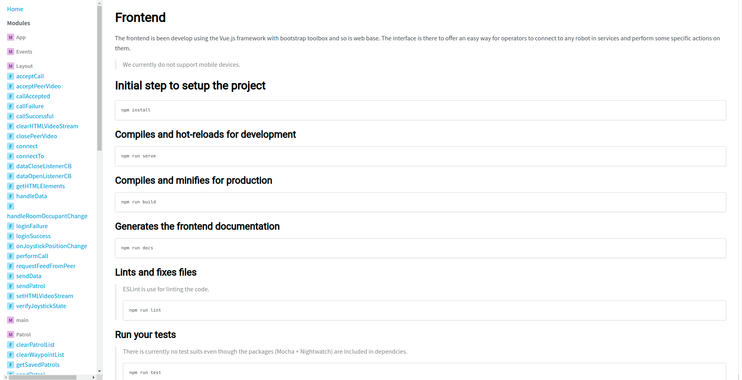 Home
Modules
M App
M Events
M Layout
F acceptCall
F acceptPeerVideo
F callAccepted
F callFailure
F callSuccessful
F clearHTMLVideoStream
F closePeerVideo
F connect
F connectTo
F dataCloseListenerCB
F dataOpenListenerCB
F getHTMLElements
F handleData
F
handleRoomOccupantChange
F loginFailure
F loginSuccess
F onJoystickPositionChange
F performCall
F requestFeedFromPeer
F sendData
F sendPatrol
F setHTMLVideoStream
F verifyJoystickState
M main
M Patrol
F clearPatrolList
F clearWaypointList
F getSavedPatrols
Frontend
The frontend is been develop using the Vue.js framework with bootstrap toolbox and so is web base. The interface is there to offer an easy way for operators to connect to any robot in services and perform some specific actions on
them.
We currently do not support mobile devices.
Initial step to setup the project
npm install
Compiles and hot-reloads for development
npm run serve
Compiles and minifies for production
npm run build
Generates the frontend documentation
npm run docs
Lints and fixes files
ESLint is use for linting the code.
npm run lint
Run your tests
There is currently no test suits even though the packages (Mocha + Nightwatch) are included in dependencies.
npm run test